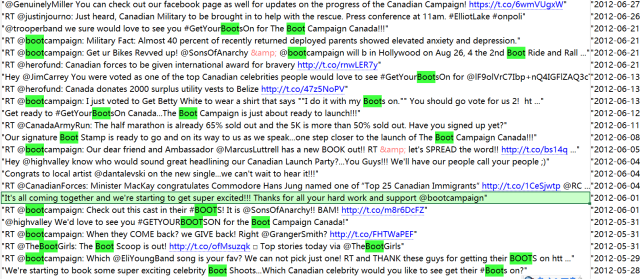 "@GenuinelyMiller You can check out our facebook page as well for updates on the progress of the Canadian Campaign! https://t.co/6wmVUgxW" "2012-06-27
"RT @justinjourno: Just heard, Canadian Military to be brought in to help with the rescue. Press conference at 11am. #ElliotLake #onpoli" "2012-06-26
"@trooperband we sure would love to see you #GetYourBootsOn for The Boot Campaign Canada!!!" "2012-06-21
"RT @bootcampaign: Military Fact: Almost 40 percent of recently returned deployed parents showed elevated anxiety and depression." "2012-06-21
"RT @bootcampaign: Get ur Bikes Revved up! @SonsOfAnarchy &amp; @bootcampaign will b in Hollywood on Aug 26, 4 the 2nd Boot Ride and Rall ... "2012-06-21
"RT @herofund: Canadian forces to be given international award for bravery http://t.co/rnwLER7y" "2012-06-21
"Hey @JimCarrey You were voted as one of the top Canadian celebrities people would love to see #GetYourBootsOn for @lF9olVrC7Ibp+nQ4IGFlZAQ3c" "2012-06-13
"RT @herofund: Canada donates 2000 surplus utility vests to Belize http://t.co/47z5NoPV" "2012-06-13
"RT @bootcampaign: I just voted to Get Betty White to wear a shirt that says ""I do it with my Boots on."" You should go vote for us 2! ht ..." "2012-06-13
"Get ready to #GetYourBootsOn Canada...The Boot Campaign is just about ready to launch!!!" "2012-06-12
"RT @CanadaArmyRun: The half marathon is already 65% sold out and the 5K is more than 50% sold out. Have you signed up yet?" "2012-06-11
"Our signature Boot Stamp is ready to go and on its way to us as we speak...one step closer to the launch of The Boot Campaign Canada!!!" "2012-06-08
"RT @bootcampaign: Our dear friend and Ambassador @MarcusLuttrell has a new BOOK out!! RT &amp; let's SPREAD the word!! http://t.co/bs14q ... "2012-06-05
"Hey @highvalley know who would sound great headlining our Canadian Launch Party?...You Guys!!! We'll have our people call your people ;)" "2012-06-04
"Congrats to local artist @dantalevski on the new single...we can't wait to hear it!!!" "2012-06-04
"RT @CanadianForces: Minister MacKay congratulates Commodore Hans Jung named one of "Top 25 Canadian Immigrants" http://t.co/1CeSjwtp @RC ... "2012-06-04
"It's all coming together and we're starting to get super excited!!! Thanks for all your hard work and support @bootcampaign" "2012-06-01
"RT @bootcampaign: Check out this cast in their #BOOTS! It is @SonsOfAnarchy!! BAM! http://t.co/m8r6DcFZ" "2012-06-01
"@highvalley We'd love to see you #GETYOURBOOTSON for the Boot Campaign Canada!" "2012-05-31
"RT @bootcampaign: When they COME back? we GIVE back! Right @GrangerSmith? http://t.co/FHTWaPEF" "2012-05-31
"RT @TheBootGirls: The Boot Scoop is out! http://t.co/ofMsuzqk □ Top stories today via @TheBootGirls" "2012-05-31
"RT @bootcampaign: Which @EliYoungBand song is your fav? We can not pick just one! RT and THANK these guys for getting their BOOTS on htt ... "2012-05-31
"We're starting to book some super exciting celebrity Boot Shoots...Which Canadian celebrity would you like to see get their #Boots on?"